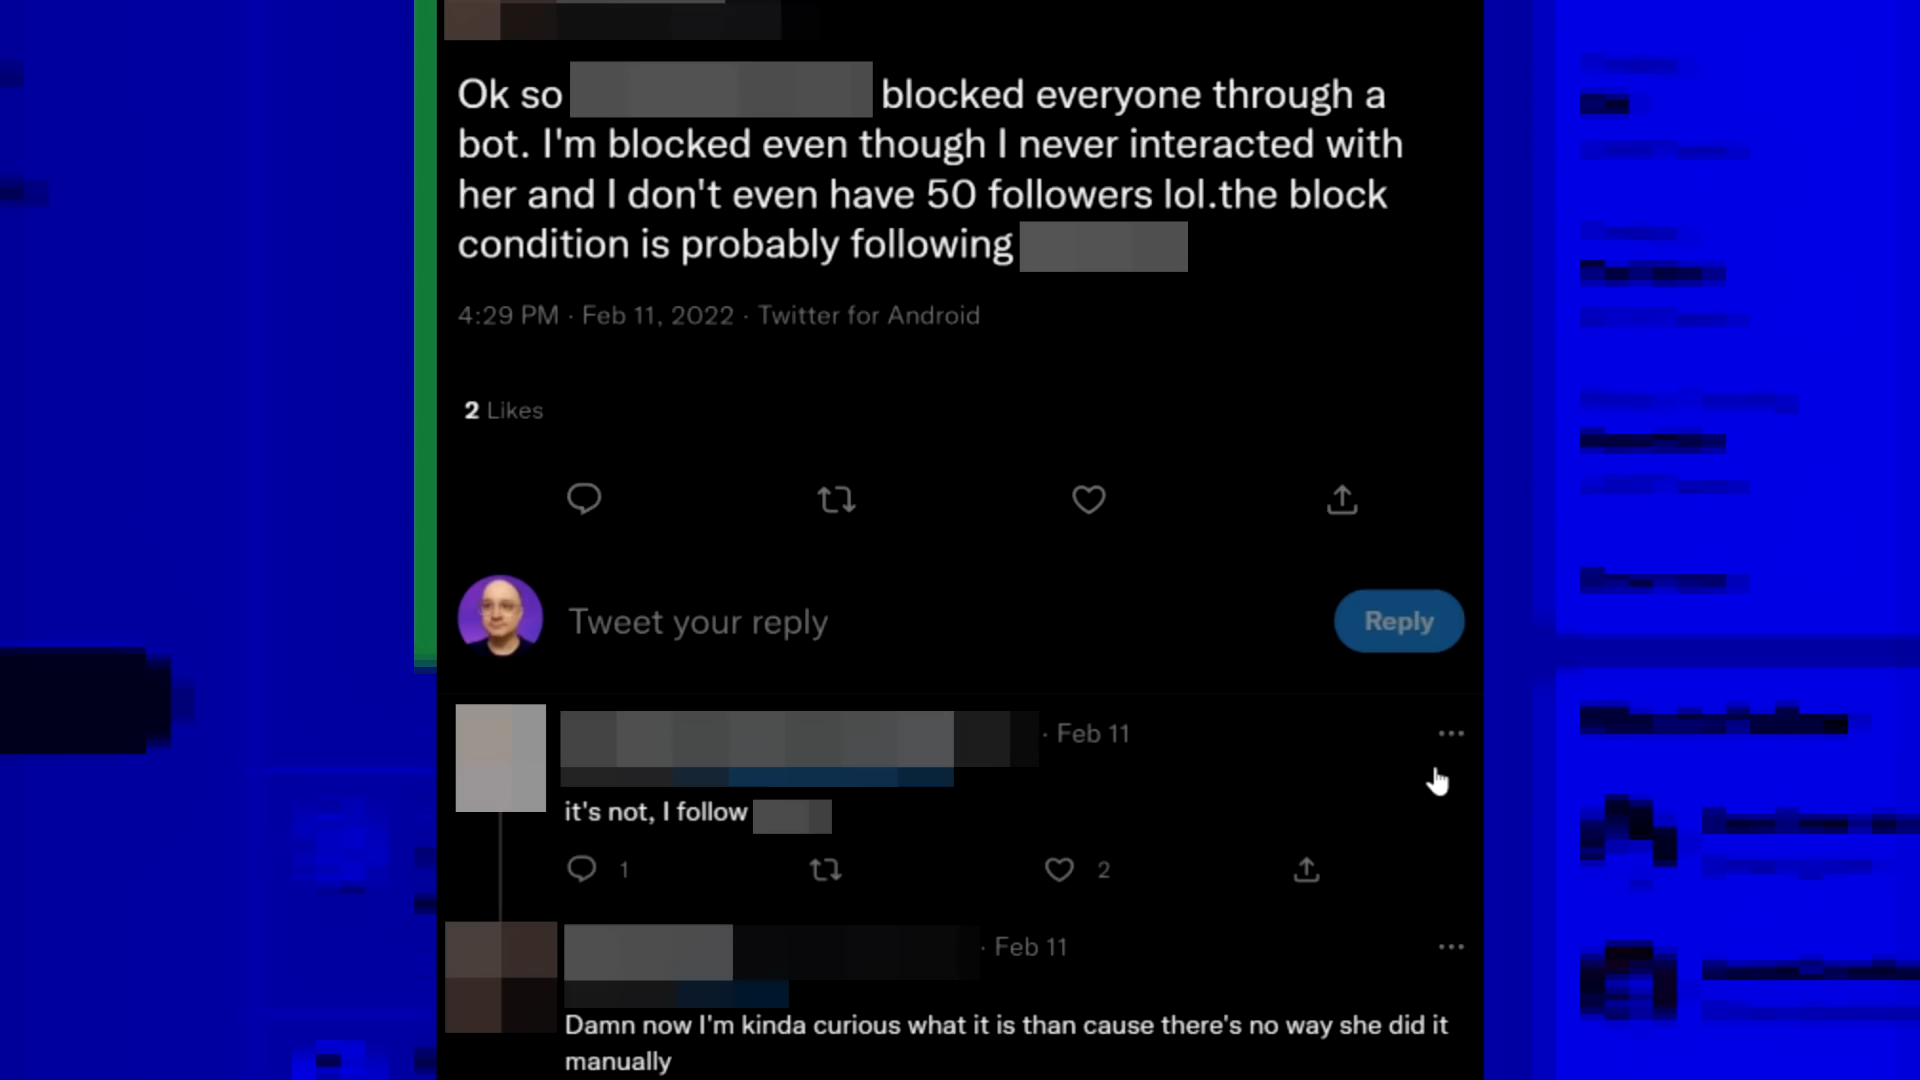 Ok so blocked everyone through a
bot. I'm blocked even though I never interacted with
her and I don't even have 50 followers lol.the block
condition is probably following
4:29 PM · Feb 11, 2022 · Twitter for Android
2 Likes
Tweet your reply
Reply
· Feb 11
it's not, I follow
1
2
· Feb 11
Damn now I'm kinda curious what it is than cause there's no way she did it
manually